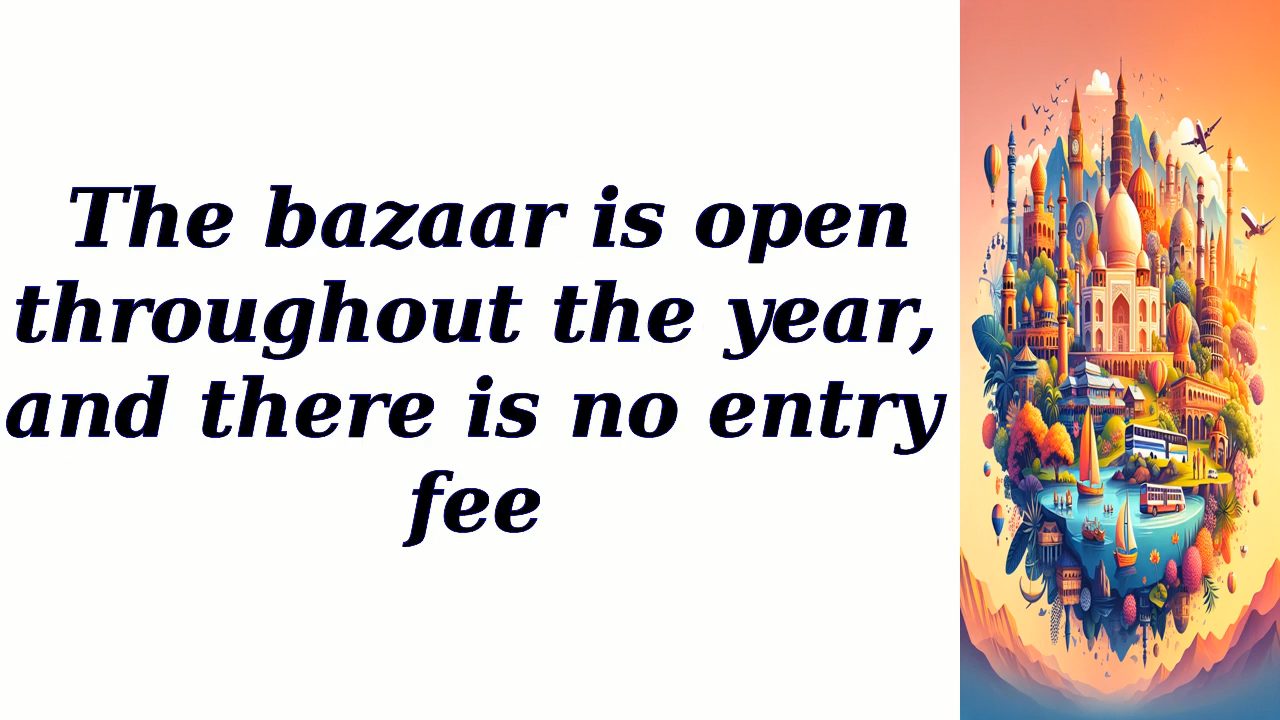 The bazaar is open
throughout the year,
and there is no entry
fee